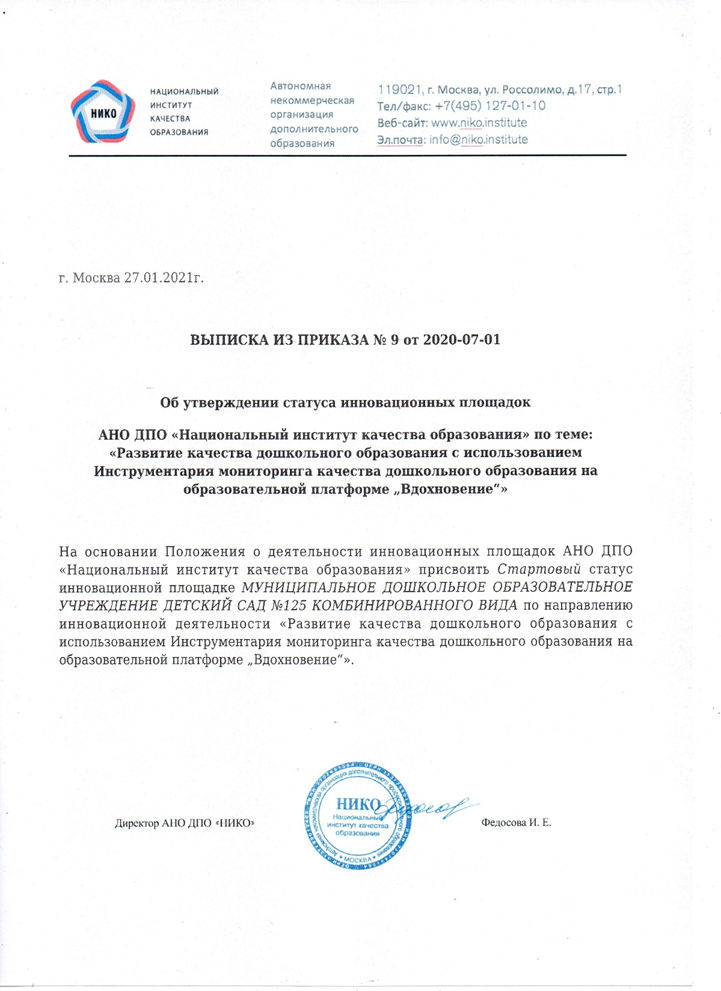 НИКО
НАЦИОНАЛЬНЫЙ
ИНСТИТУТ
КАЧЕСТВА
ОБРАЗОВАНИЯ
Автономная
некоммерческая
организация
дополнительного
образования
119021, г. Москва, ул. Россолимо, д.17, стр.1
Тел/факс: +7(495) 127-01-10
Веб-сайт: www.niko.institute
Эл.почта: info@niko.institute
г. Москва 27.01.2021г.
ВЫПИСКА ИЗ ПРИКАЗА № 9 от 2020-07-01
Об утверждении статуса инновационных площадок
АНО ДПО «Национальный институт качества образования» по теме:
«Развитие качества дошкольного образования с использованием
Инструментария мониторинга качества дошкольного образования на
образовательной платформе „Вдохновение“»
На основании Положения о деятельности инновационных площадок АНО ДПО
«Национальный институт качества образования» присвоить Стартовый статус
инновационной площадке МУНИЦИПАЛЬНОЕ ДОШКОЛЬНОЕ ОБРАЗОВАТЕЛЬНОЕ
УЧРЕЖДЕНИЕ ДЕТСКИЙ САД №125 КОМБИНИРОВАННОГО ВИДА по направлению
инновационной деятельности «Развитие качества дошкольного образования с
использованием Инструментария мониторинга качества дошкольного образования на
образовательной платформе „Вдохновение“».
Директор АНО ДПО «НИКО»
НИКО
Национальный
институт качества
образования
МОСКВА
Федосова И. Е.